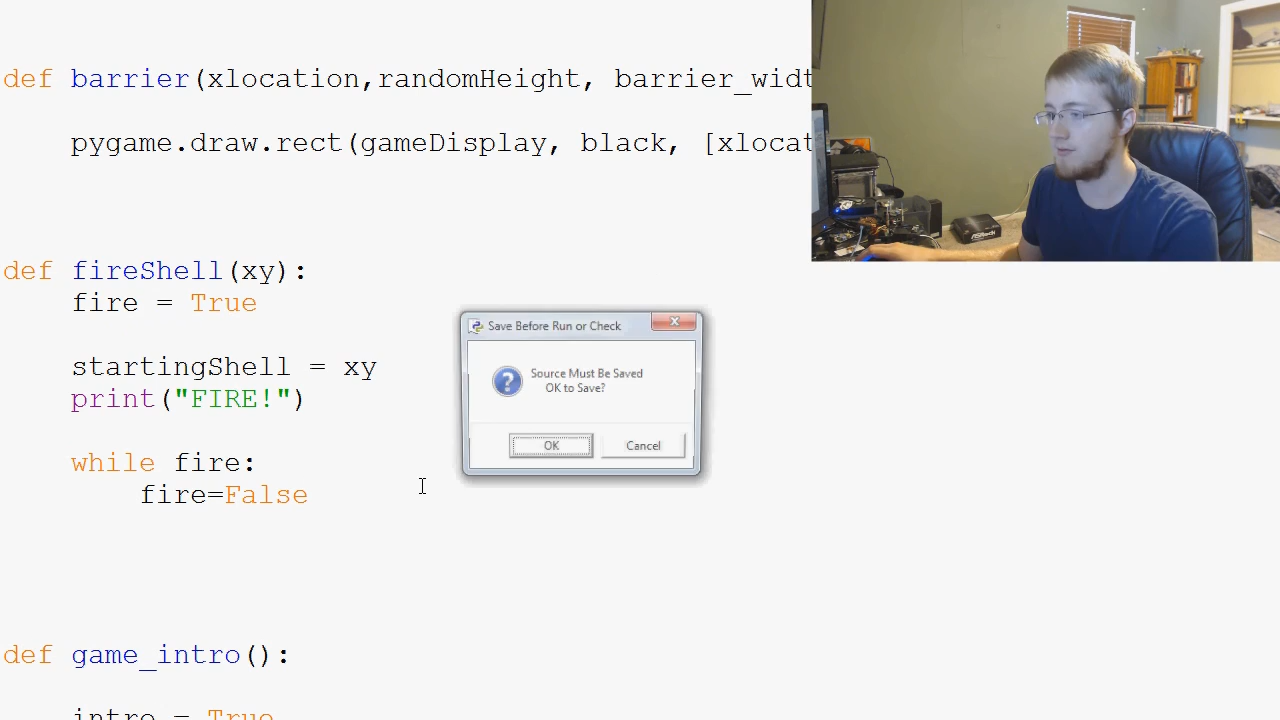 def barrier(xlocation,randomHeight, barrier_widt
pygame.draw.rect(gameDisplay, black, [xlocat
def fireShell(xy):
fire = True
startingShell = xy
print("FIRE!")
while fire:
fire=False
Save Before Run or Check
Source Must Be Saved
OK to Save?
OK Cancel
def game_intro():
intro = True
ASRock